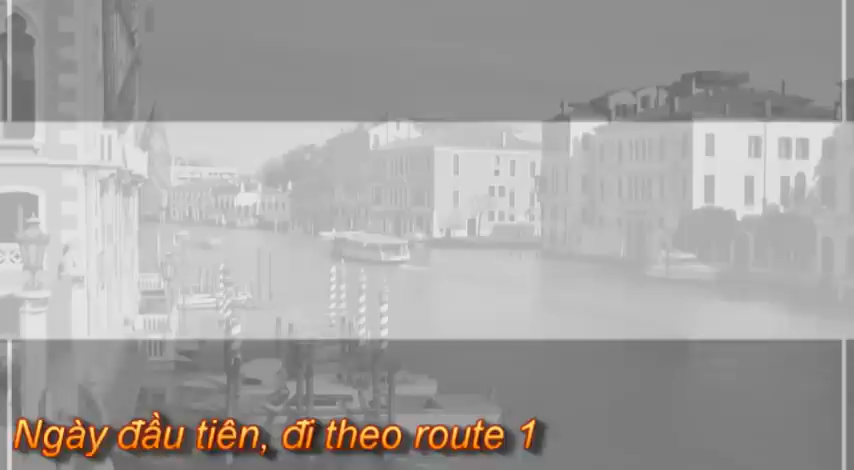 Ngày đầu tiên, đi theo route 1